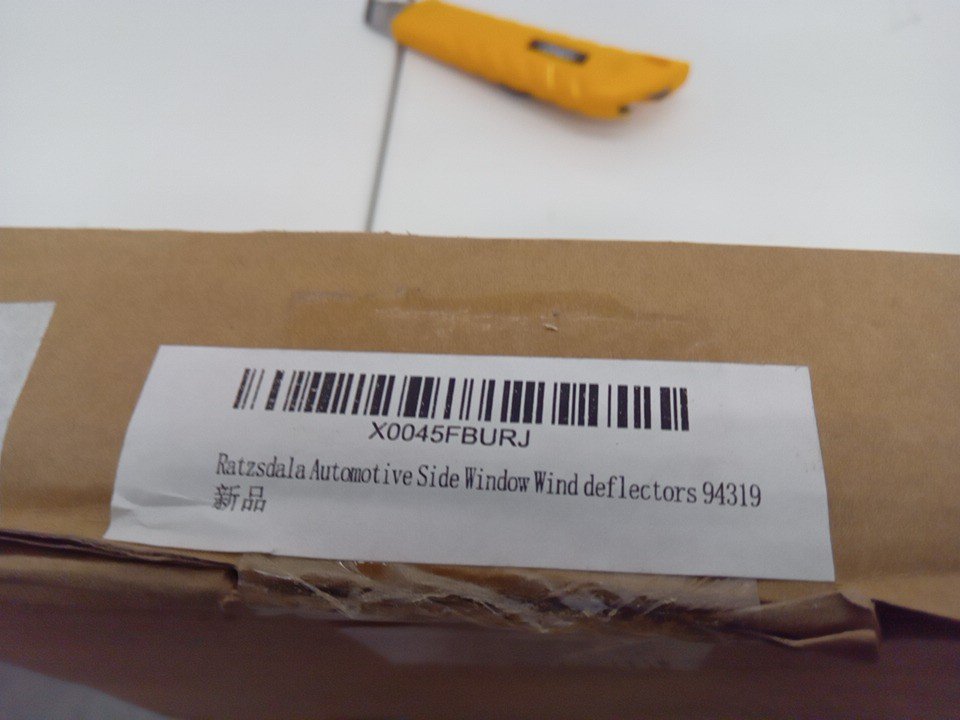 X0045FBURJ
Ratzsdala Automotive Side Window Wind deflectors 94319
新品